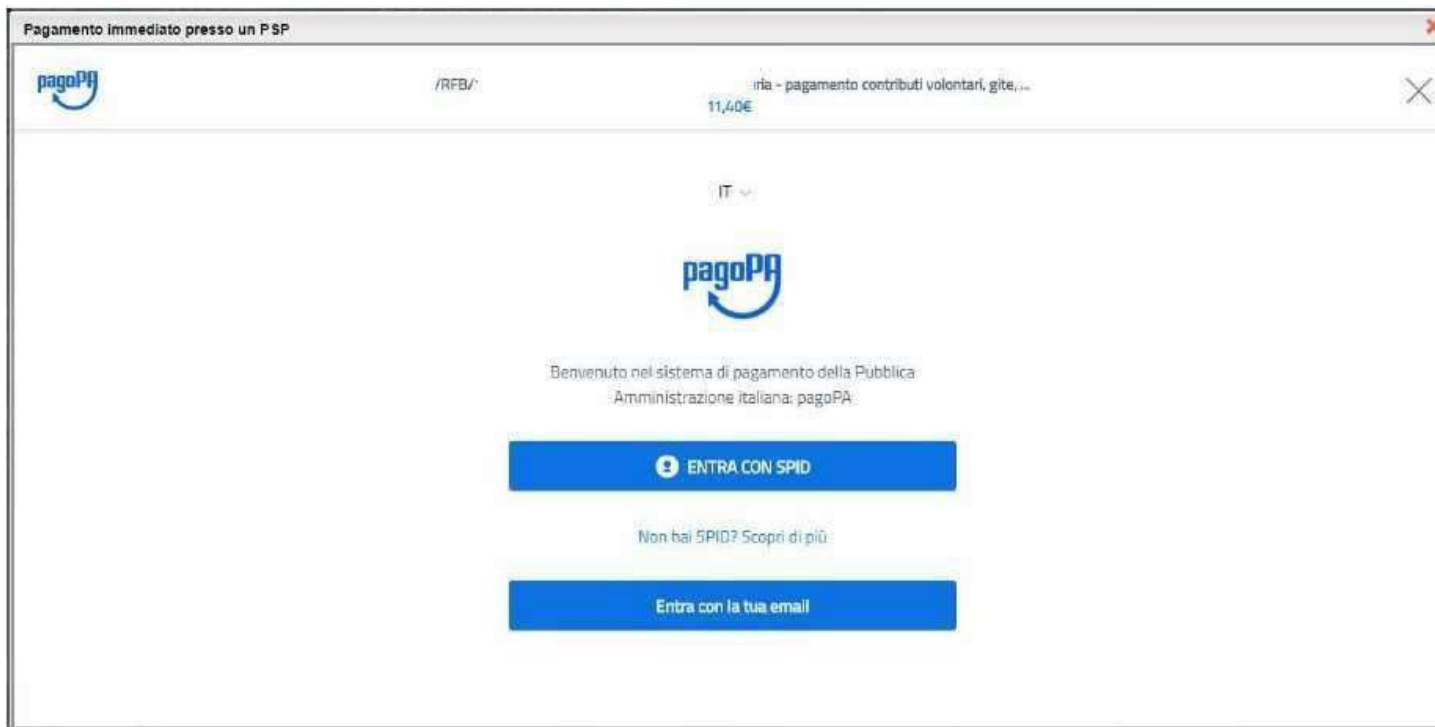 Pagamento immediato presso un PSP
pagoPA
/RFB/
- pagamento contributi volontari, gite, ...
11,40€
IT
pagoPA
Benvenuto nel sistema di pagamento della Pubblica
Amministrazione italiana: pagoPA
ENTRA CON SPID
Non hai SPID? Scopri di più
Entra con la tua email